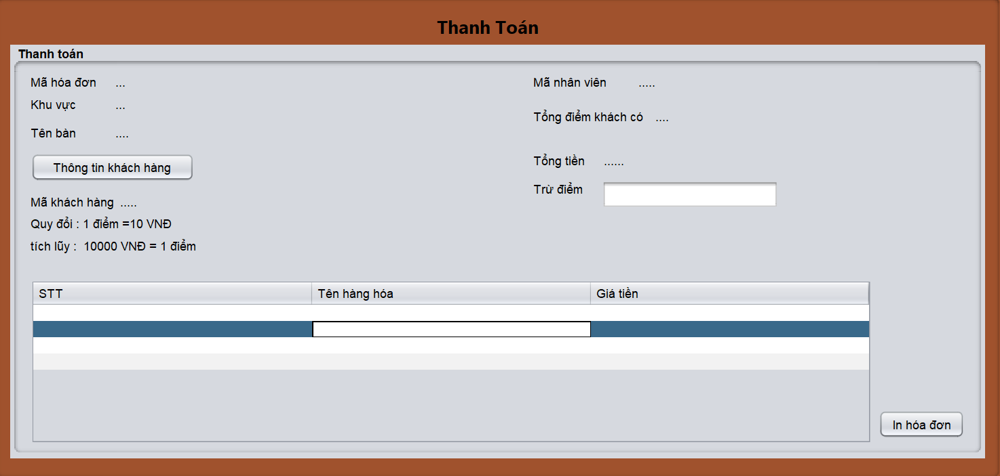 Thanh Toán
Thanh toán
Mã hóa đơn ...
Khu vực ...
Tên bàn ....
Thông tin khách hàng
Mã khách hàng .....
Quy đổi : 1 điểm =10 VNĐ
tích lũy : 10000 VNĐ = 1 điểm
Mã nhân viên .....
Tổng điểm khách có ....
Tổng tiền ......
Trừ điểm
STT Tên hàng hóa Giá tiền
In hóa đơn